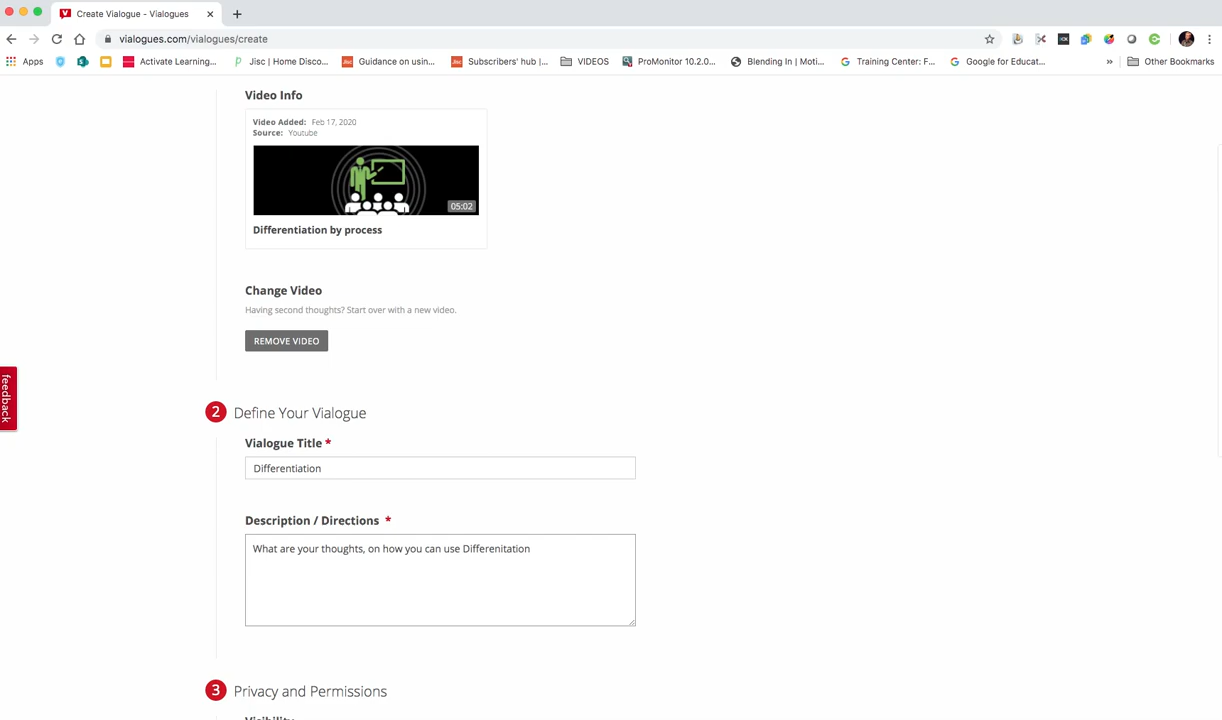 Create Vialogue - Vialogues
vialogues.com/vialogues/create
Apps
Activate Learning...
Jisc | Home Disco...
Guidance on usin...
Subscribers' hub |...
VIDEOS
ProMonitor 10.2.0...
Blending In | Moti...
Training Center: F...
Google for Educat...
»
Other Bookmarks
Video Info
Video Added: Feb 17, 2020
Source: Youtube
05:02
Differentiation by process
Change Video
Having second thoughts? Start over with a new video.
REMOVE VIDEO
feedback
2 Define Your Vialogue
Vialogue Title *
Differentiation
Description / Directions *
What are your thoughts, on how you can use Differenitation
3 Privacy and Permissions
Visibility